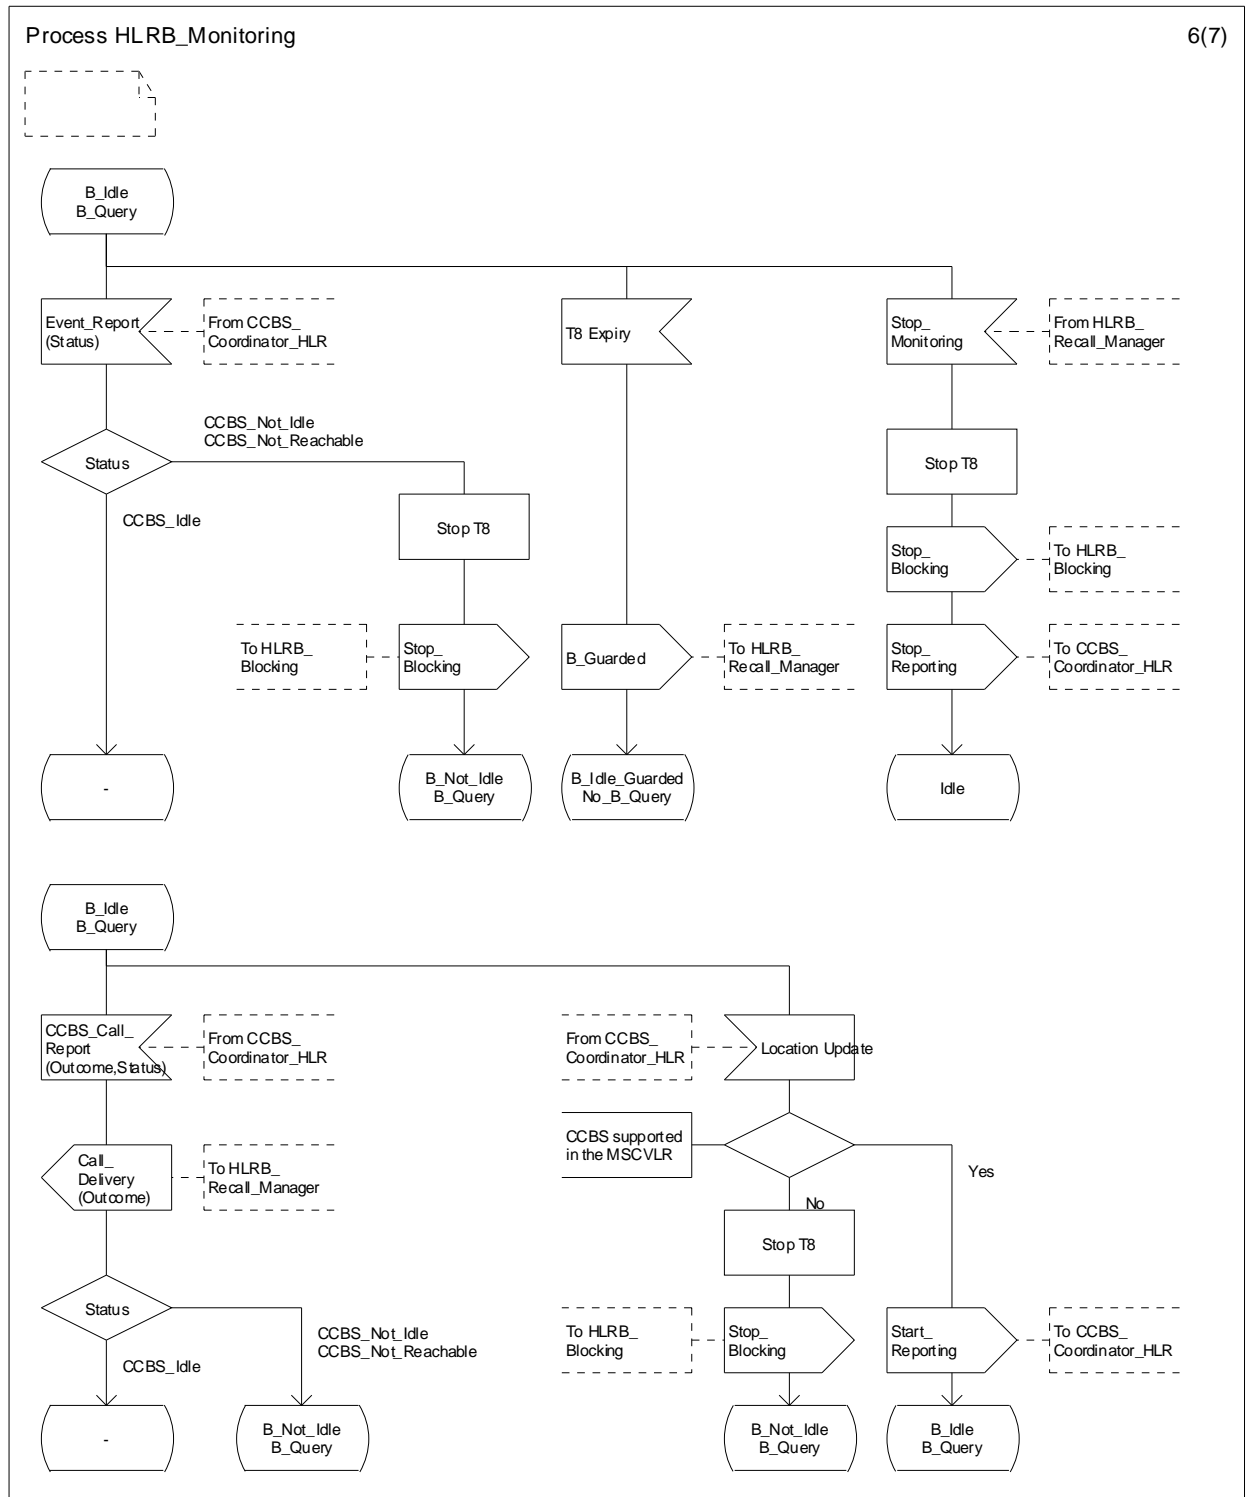 Process HLRB_Monitoring
6(7)
B_Idle
B_Query
Event_Report
(Status)
From CCBS_
Coordinator_HLR
T8 Expiry
Stop_
Monitoring
From HLRB_
Recall_Manager
CCBS_Not_Idle
CCBS_Not_Reachable
Status
Stop T8
CCBS_Idle
Stop T8
Stop_
Blocking
To HLRB_
Blocking
To HLRB_
Blocking
Stop_
Blocking
B_Guarded
To HLRB_
Recall_Manager
Stop_
Reporting
To CCBS_
Coordinator_HLR
-
B_Not_Idle
B_Query
B_Idle_Guarded
No_B_Query
Idle
B_Idle
B_Query
CCBS_Call_
Report
(Outcome,Status)
From CCBS_
Coordinator_HLR
From CCBS_
Coordinator_HLR
Location Update
CCBS supported
in the MSCVLR
Call_
Delivery
(Outcome)
To HLRB_
Recall_Manager
Yes
No
Stop T8
Status
CCBS_Not_Idle
CCBS_Not_Reachable
CCBS_Idle
To HLRB_
Blocking
Stop_
Blocking
Start_
Reporting
To CCBS_
Coordinator_HLR
-
B_Not_Idle
B_Query
B_Not_Idle
B_Query
B_Idle
B_Query